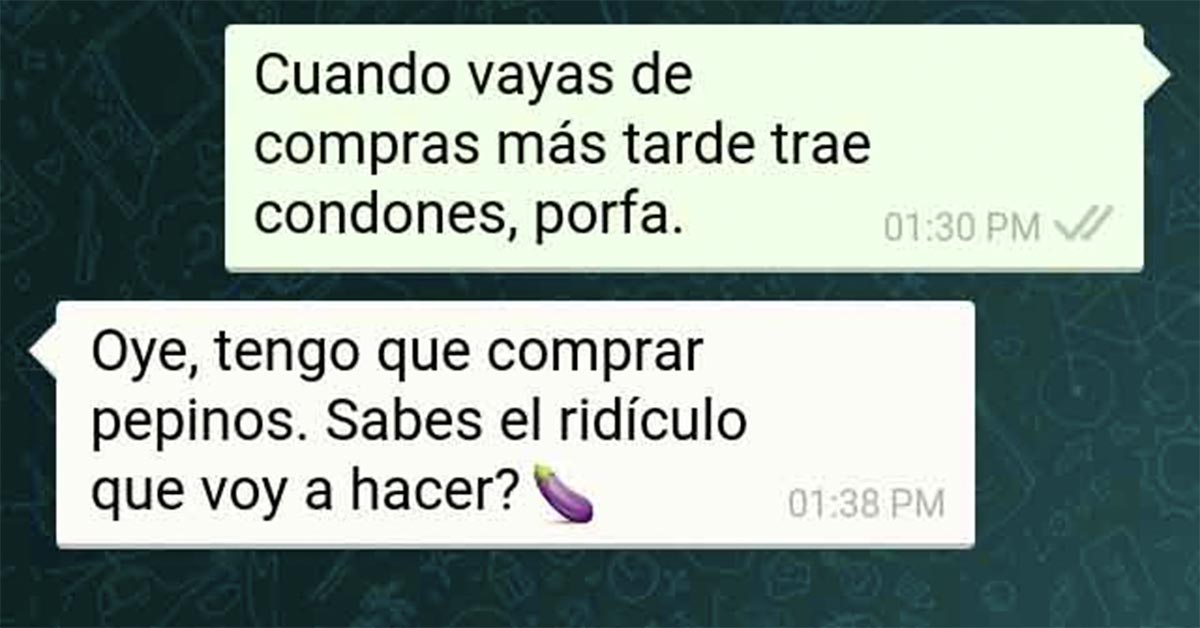 Cuando vayas de
compras más tarde trae
condones, porfa.
01:30 PM
Oye, tengo que comprar
pepinos. Sabes el ridículo
que voy a hacer?🍆
01:38 PM